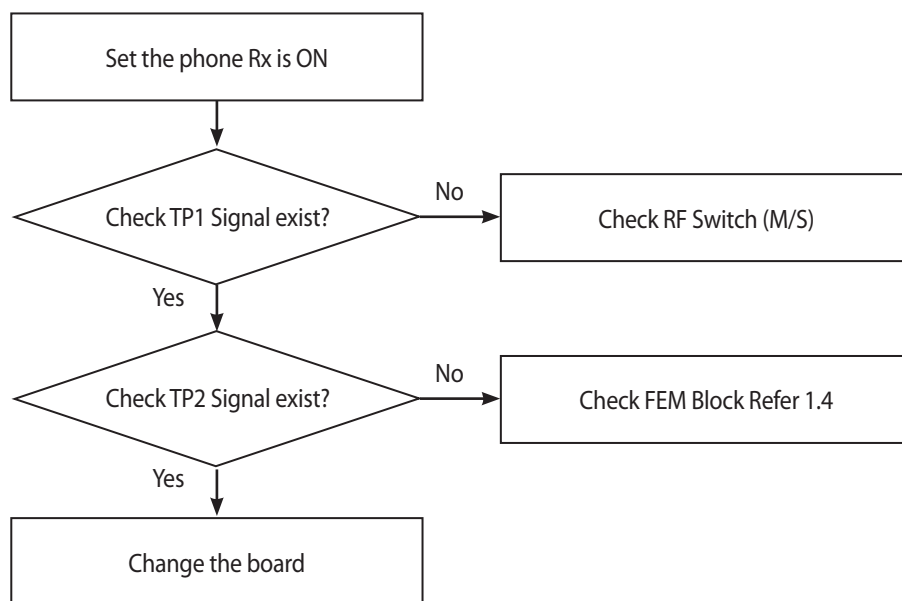 Set the phone Rx is ON
Check TP1 Signal exist?
No
Check RF Switch (M/S)
Yes
Check TP2 Signal exist?
No
Check FEM Block Refer 1.4
Yes
Change the board